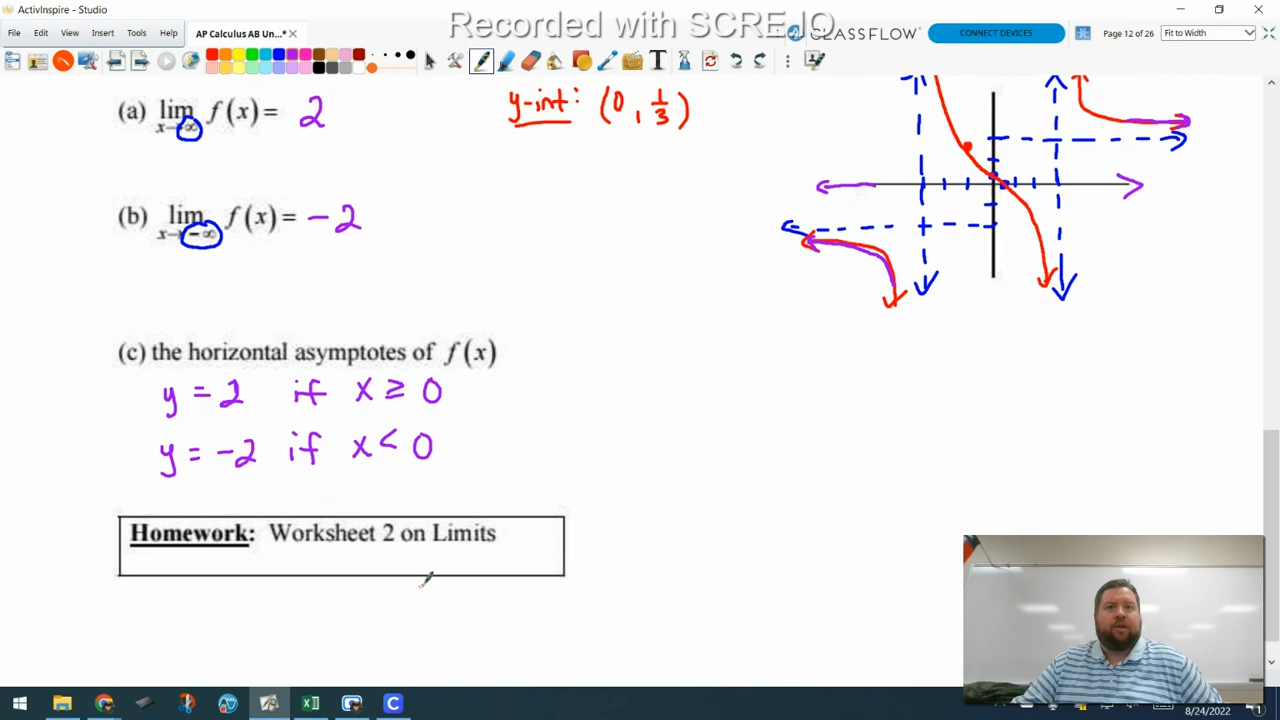 ActivInspire - Studio
Recorded with SCRE.IO
File Edit View Insert Tools Help
AP Calculus AB Un...*
CLASSFLOW
CONNECT DEVICES
Page 12 of 26
Fit to Width
(a) lim f(x) = 2
x→∞
y-int: (0, 1/3)
(b) lim f(x) = -2
x→-∞
(c) the horizontal asymptotes of f(x)
y = 2 if x ≥ 0
y = -2 if x < 0
Homework: Worksheet 2 on Limits
8/24/2022